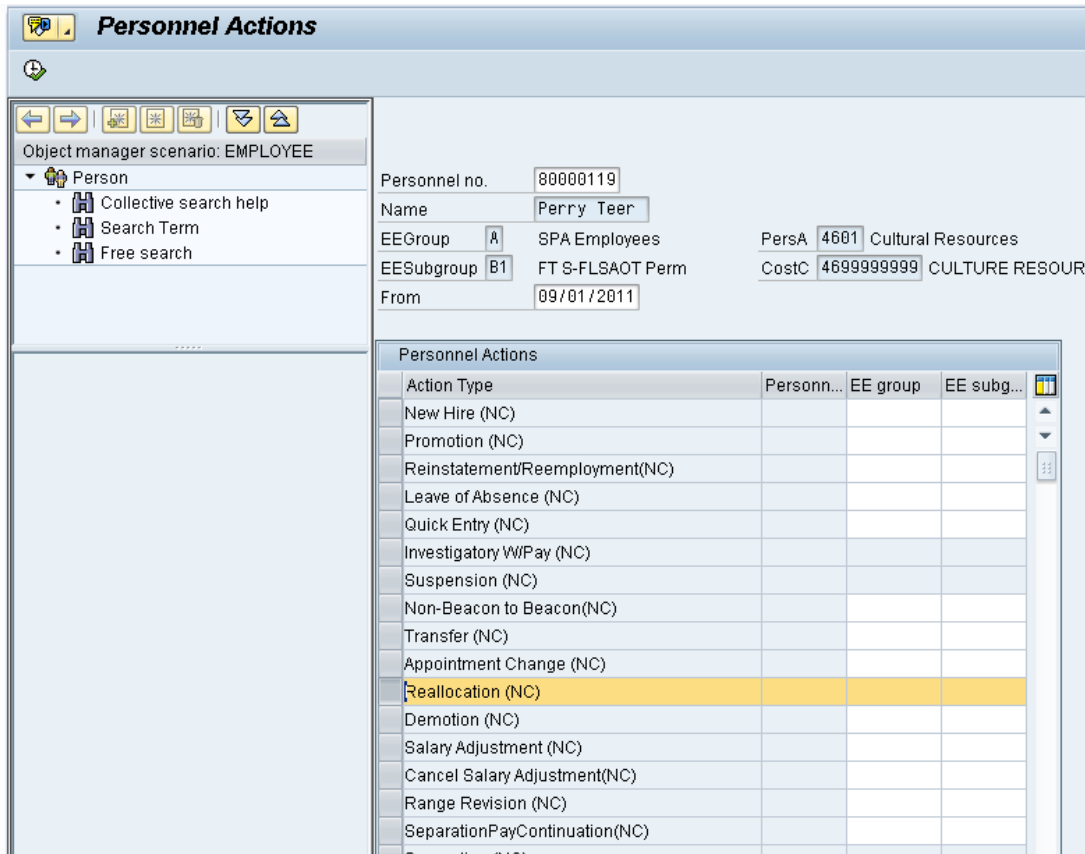 Personnel Actions
Object manager scenario: EMPLOYEE
Person
Collective search help
Search Term
Free search
Personnel no. 80000119
Name Perry Teer
EEGroup A SPA Employees PersA 4601 Cultural Resources
EESubgroup B1 FT S-FLSAOT Perm CostC 4699999999 CULTURE RESOUR
From 09/01/2011
Personnel Actions
Action Type Personn... EE group EE subg...
New Hire (NC)
Promotion (NC)
Reinstatement/Reemployment(NC)
Leave of Absence (NC)
Quick Entry (NC)
Investigatory W/Pay (NC)
Suspension (NC)
Non-Beacon to Beacon(NC)
Transfer (NC)
Appointment Change (NC)
Reallocation (NC)
Demotion (NC)
Salary Adjustment (NC)
Cancel Salary Adjustment(NC)
Range Revision (NC)
SeparationPayContinuation(NC)